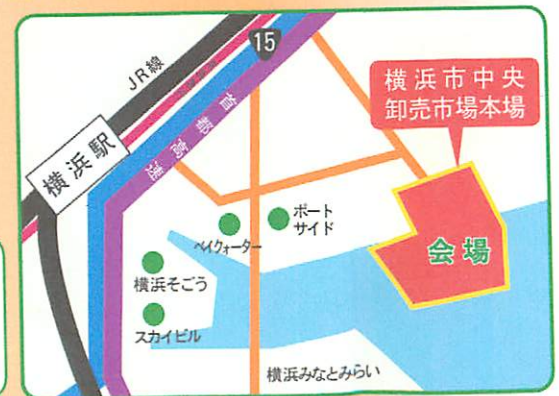 15
JR線
首都高速
横浜駅
横浜市中央
卸売市場本場
会場
ポート
サイド
ベイクォーター
横浜そごう
スカイビル
横浜みなとみらい